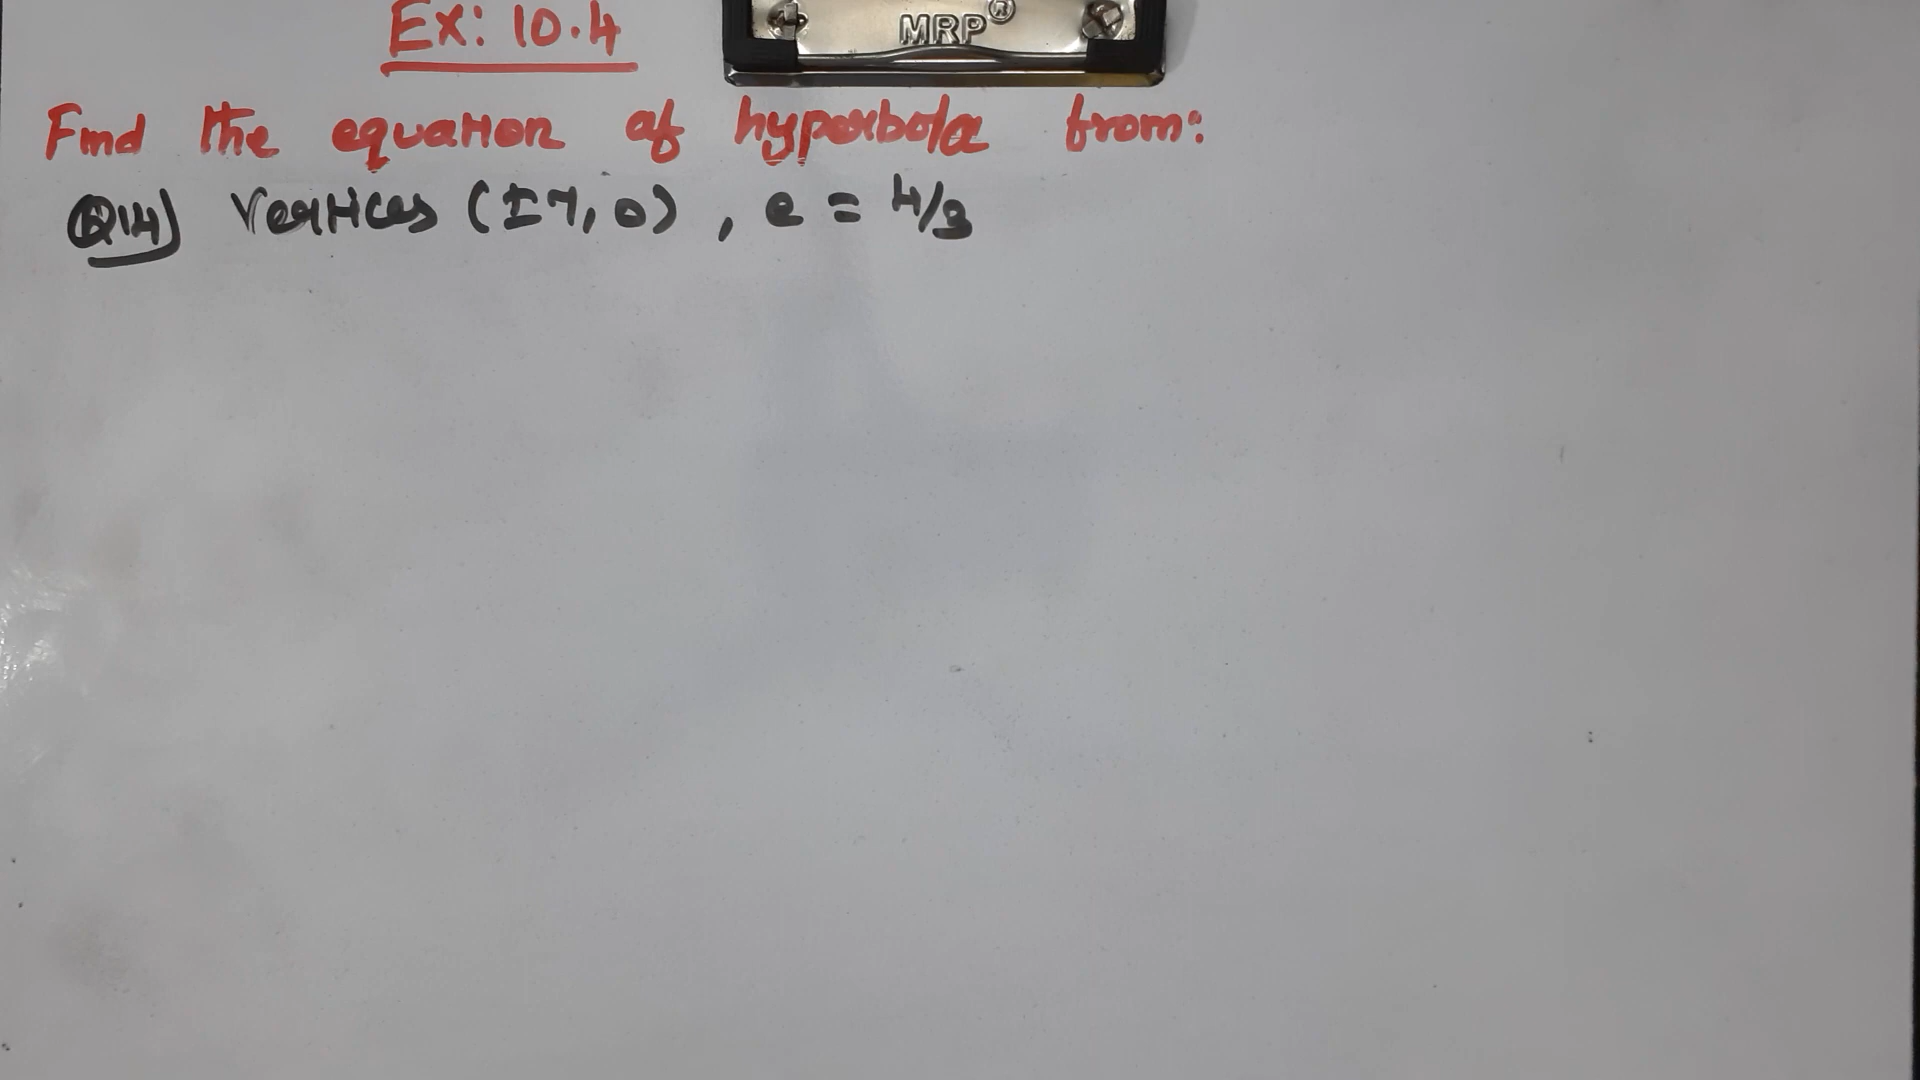 Ex: 10.4
MRP®
Find the equation of hyperbola from:
Q14) Vertices (±7, 0), e = 4/3